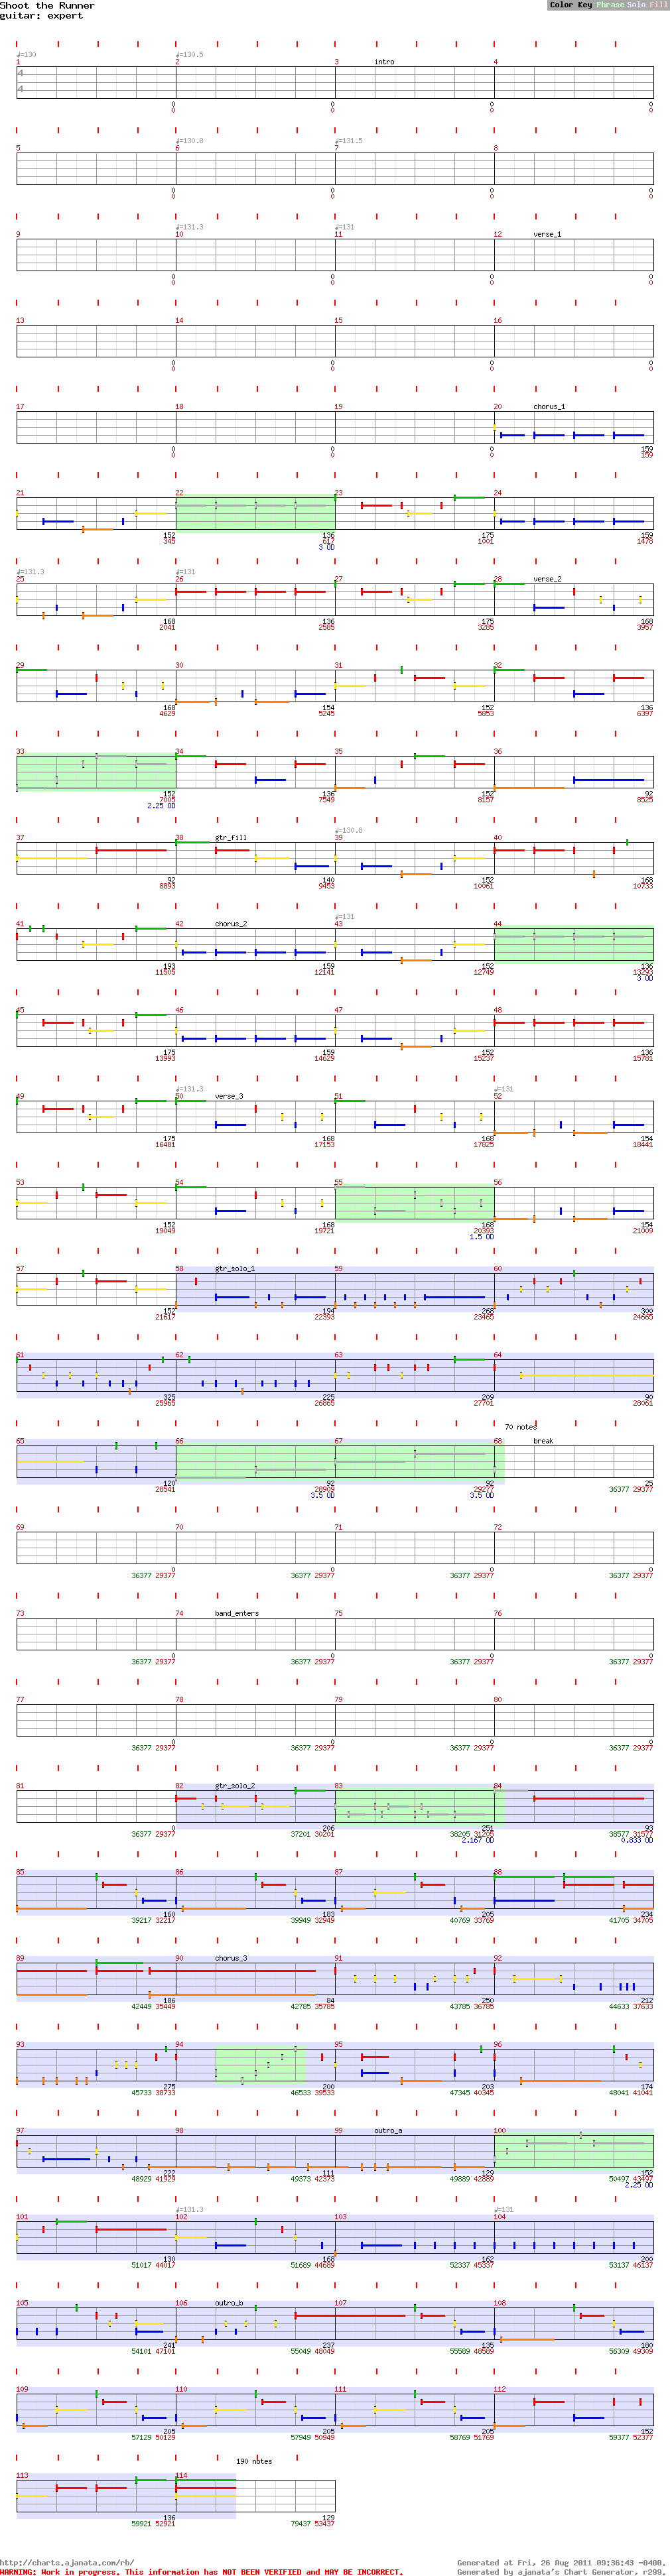 Shoot the Runner
Color Key Phrase Solo Fill
guitar: expert
♩=130 ♩=130.5
1 2 3 intro 4
4
4
0 0 0 0
0 0 0 0
♩=130.8 ♩=131.5
5 6 7 8
0 0 0 0
0 0 0 0
♩=131.3 ♩=131
9 10 11 12 verse_1
0 0 0 0
0 0 0 0
13 14 15 16
0 0 0 0
0 0 0 0
17 18 19 20 chorus_1
0 0 0 159
0 0 0 159
21 22 23 24
152 136 175 159
345 617 1001 1478
3 OD
♩=131.3 ♩=131
25 26 27 28 verse_2
168 136 175 168
2041 2585 3285 3957
29 30 31 32
168 154 152 136
4629 5245 5853 6397
33 34 35 36
152 136 152 92
7005 7549 8157 8525
2.25 OD
♩=130.8
37 38 gtr_fill 39 40
92 140 152 168
8893 9453 10061 10733
♩=131
41 42 chorus_2 43 44
193 159 152 136
11505 12141 12749 13293
3 OD
45 46 47 48
175 159 152 136
13993 14629 15237 15781
♩=131.3 ♩=131
49 50 verse_3 51 52
175 168 168 154
16481 17153 17825 18441
53 54 55 56
152 168 168 154
19049 19721 20393 21009
1.5 OD
57 58 gtr_solo_1 59 60
152 194 268 300
21617 22393 23465 24665
61 62 63 64
325 225 209 90
25965 26865 27701 28061
70 notes
65 66 67 68 break
120 92 92 25
28541 28909 29277 36377 29377
3.5 OD 3.5 OD
69 70 71 72
0 0 0 0
36377 29377 36377 29377 36377 29377 36377 29377
73 74 band_enters 75 76
0 0 0 0
36377 29377 36377 29377 36377 29377 36377 29377
77 78 79 80
0 0 0 0
36377 29377 36377 29377 36377 29377 36377 29377
81 82 gtr_solo_2 83 84
0 206 251 93
36377 29377 37201 30201 38205 31205 38577 31577
2.167 OD 0.833 OD
85 86 87 88
160 183 205 234
39217 32217 39949 32949 40769 33769 41705 34705
89 90 chorus_3 91 92
186 84 250 212
42449 35449 42785 35785 43785 36785 44633 37633
93 94 95 96
275 200 203 174
45733 38733 46533 39533 47345 40345 48041 41041
97 98 99 outro_a 100
222 111 129 152
48929 41929 49373 42373 49889 42889 50497 43497
2.25 OD
♩=131.3 ♩=131
101 102 103 104
130 168 162 200
51017 44017 51689 44689 52337 45337 53137 46137
105 106 outro_b 107 108
241 237 135 180
54101 47101 55049 48049 55589 48589 56309 49309
109 110 111 112
205 205 205 152
57129 50129 57949 50949 58769 51769 59377 52377
190 notes
113 114
136 129
59921 52921 79437 53437
http://charts.ajanata.com/rb/ Generated at Fri, 26 Aug 2011 09:36:43 -0400.
WARNING: Work in progress. This information has NOT BEEN VERIFIED and MAY BE INCORRECT. Generated by ajanata's Chart Generator, r299.